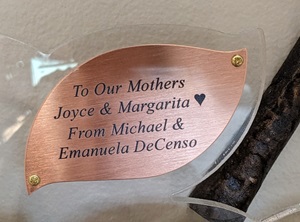 To Our Mothers
Joyce & Margarita ♥
From Michael &
Emanuela DeCenso